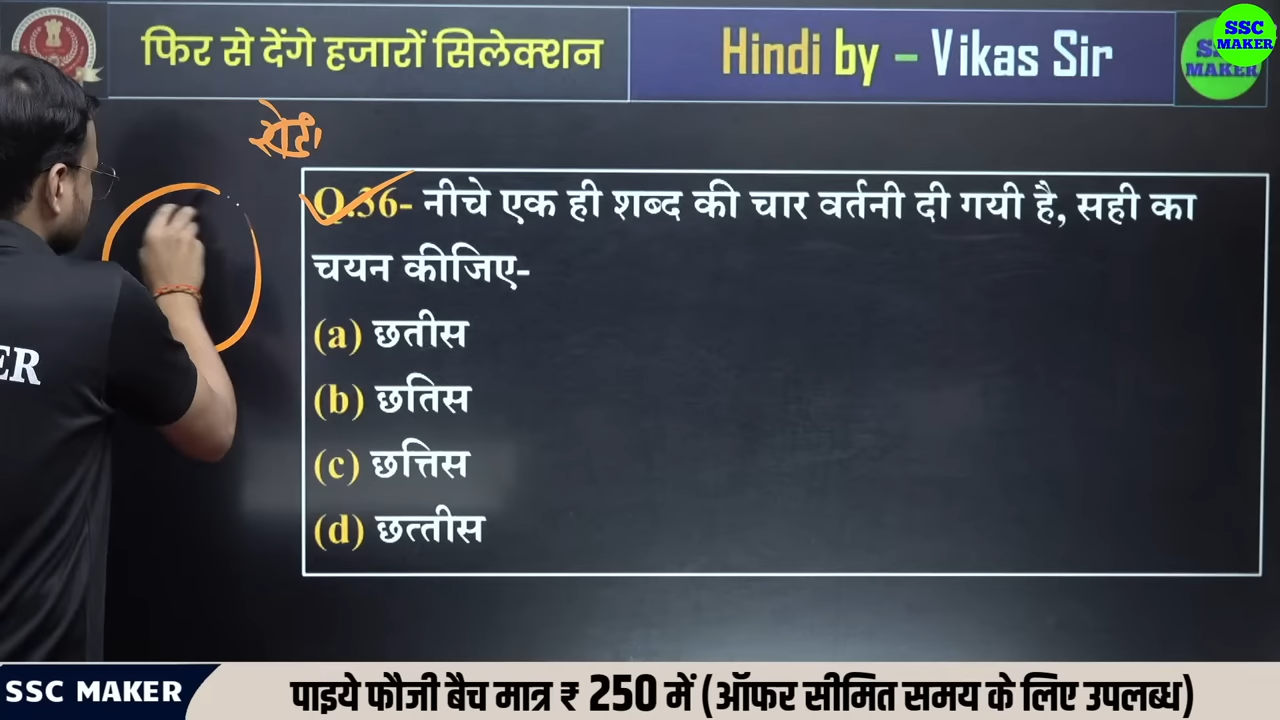 फिर से देंगे हजारों सिलेक्शन
Hindi by – Vikas Sir
SSC
MAKER
MAKER
Q.36- नीचे एक ही शब्द की चार वर्तनी दी गयी है, सही का
चयन कीजिए-
(a) छतीस
(b) छतिस
(c) छत्तिस
(d) छत्तीस
ER
SSC MAKER
पाइये फौजी बैच मात्र ₹ 250 में (ऑफर सीमित समय के लिए उपलब्ध)